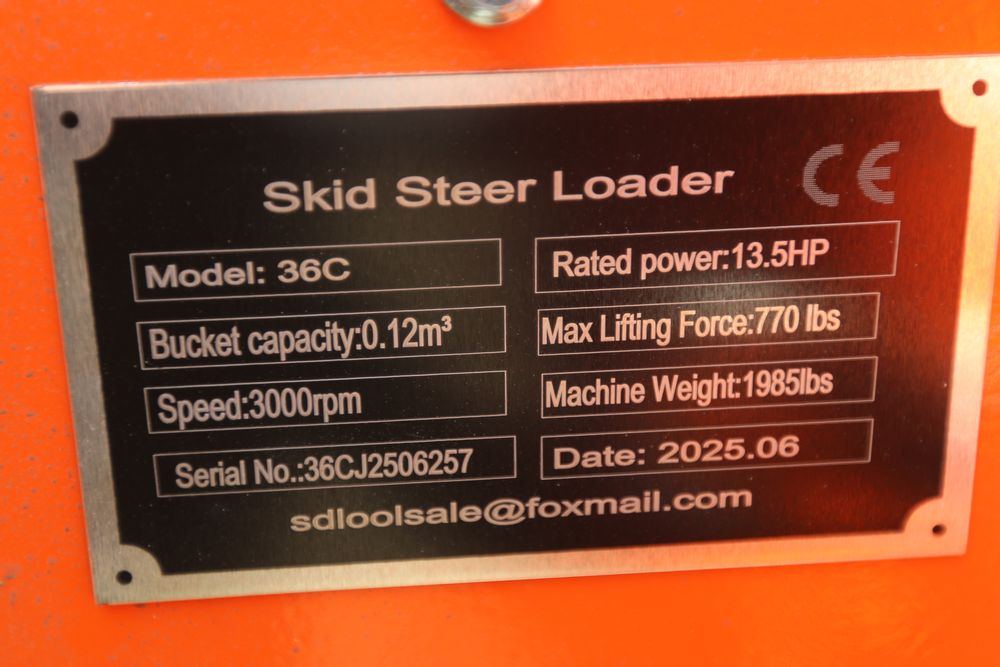 CE
Skid Steer Loader
Model: 36C
Rated power:13.5HP
Bucket capacity:0.12m³
Max Lifting Force:770 lbs
Speed:3000rpm
Machine Weight:1985lbs
Serial No.:36CJ2506257
Date: 2025.06
sdloolsale@foxmail.com